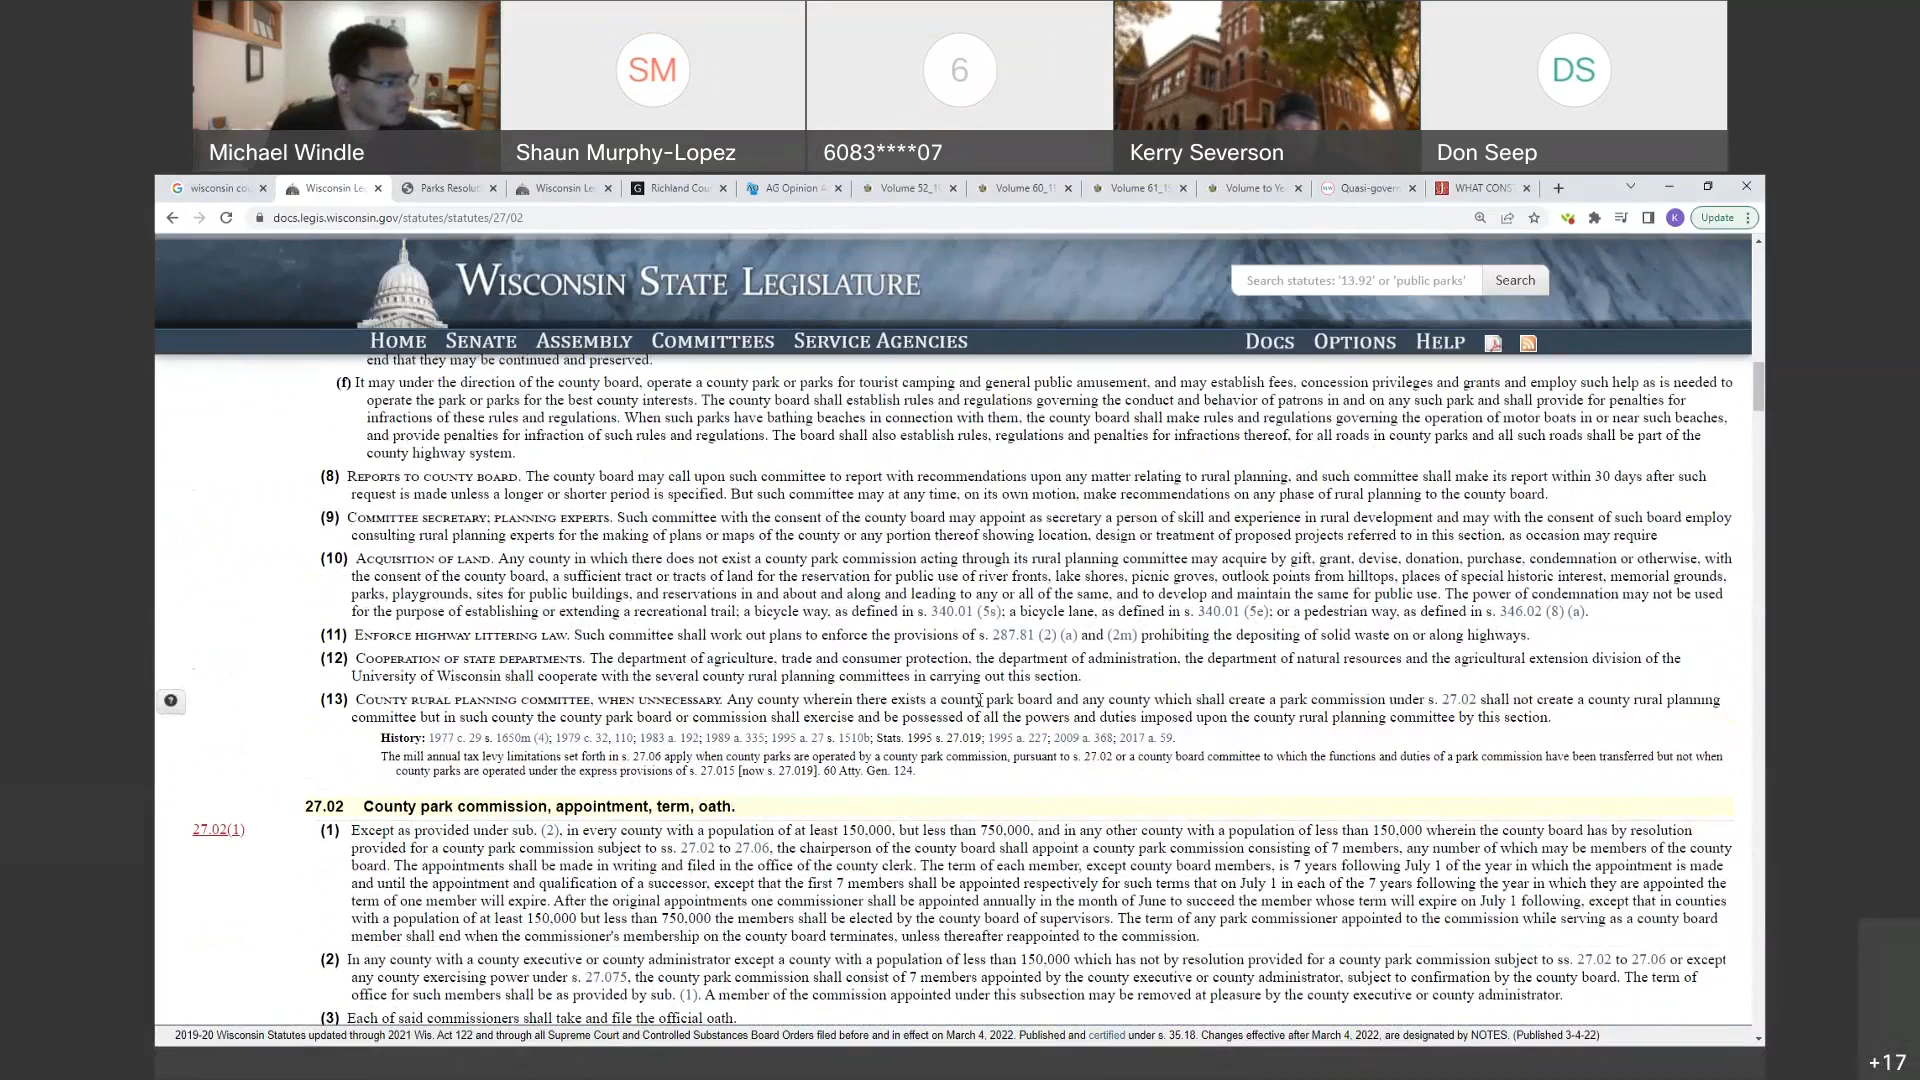 SM
6
DS
Michael Windle
Shaun Murphy-Lopez
6083****07
Kerry Severson
Don Seep
wisconsin co
Wisconsin Le
Parks Resolut
Wisconsin Le
Richland Cou
AG Opinion A
Volume 52_1
Volume 60_1
Volume 61_1
Volume to Ye
Quasi-govern
WHAT CONS
docs.legis.wisconsin.gov/statutes/statutes/27/02
K
Update
WISCONSIN STATE LEGISLATURE
Search statutes: '13.92' or 'public parks'
Search
HOME SENATE ASSEMBLY COMMITTEES SERVICE AGENCIES
DOCS OPTIONS HELP
end that they may be continued and preserved.
(f) It may under the direction of the county board, operate a county park or parks for tourist camping and general public amusement, and may establish fees, concession privileges and grants and employ such help as is needed to
operate the park or parks for the best county interests. The county board shall establish rules and regulations governing the conduct and behavior of patrons in and on any such park and shall provide for penalties for
infractions of these rules and regulations. When such parks have bathing beaches in connection with them, the county board shall make rules and regulations governing the operation of motor boats in or near such beaches,
and provide penalties for infraction of such rules and regulations. The board shall also establish rules, regulations and penalties for infractions thereof, for all roads in county parks and all such roads shall be part of the
county highway system.
(8) REPORTS TO COUNTY BOARD. The county board may call upon such committee to report with recommendations upon any matter relating to rural planning, and such committee shall make its report within 30 days after such
request is made unless a longer or shorter period is specified. But such committee may at any time, on its own motion, make recommendations on any phase of rural planning to the county board.
(9) COMMITTEE SECRETARY; PLANNING EXPERTS. Such committee with the consent of the county board may appoint as secretary a person of skill and experience in rural development and may with the consent of such board employ
consulting rural planning experts for the making of plans or maps of the county or any portion thereof showing location, design or treatment of proposed projects referred to in this section, as occasion may require
(10) ACQUISITION OF LAND. Any county in which there does not exist a county park commission acting through its rural planning committee may acquire by gift, grant, devise, donation, purchase, condemnation or otherwise, with
the consent of the county board, a sufficient tract or tracts of land for the reservation for public use of river fronts, lake shores, picnic groves, outlook points from hilltops, places of special historic interest, memorial grounds,
parks, playgrounds, sites for public buildings, and reservations in and about and along and leading to any or all of the same, and to develop and maintain the same for public use. The power of condemnation may not be used
for the purpose of establishing or extending a recreational trail; a bicycle way, as defined in s. 340.01 (5s); a bicycle lane, as defined in s. 340.01 (5e); or a pedestrian way, as defined in s. 346.02 (8) (a).
(11) ENFORCE HIGHWAY LITTERING LAW. Such committee shall work out plans to enforce the provisions of s. 287.81 (2) (a) and (2m) prohibiting the depositing of solid waste on or along highways.
(12) COOPERATION OF STATE DEPARTMENTS. The department of agriculture, trade and consumer protection, the department of administration, the department of natural resources and the agricultural extension division of the
University of Wisconsin shall cooperate with the several county rural planning committees in carrying out this section.
(13) COUNTY RURAL PLANNING COMMITTEE, WHEN UNNECESSARY. Any county wherein there exists a county park board and any county which shall create a park commission under s. 27.02 shall not create a county rural planning
committee but in such county the county park board or commission shall exercise and be possessed of all the powers and duties imposed upon the county rural planning committee by this section.
History: 1977 c. 29 s. 1650m (4); 1979 c. 32, 110; 1983 a. 192; 1989 a. 335; 1995 a. 27 s. 1510b; Stats. 1995 s. 27.019; 1995 a. 227; 2009 a. 368; 2017 a. 59.
The mill annual tax levy limitations set forth in s. 27.06 apply when county parks are operated by a county park commission, pursuant to s. 27.02 or a county board committee to which the functions and duties of a park commission have been transferred but not when
county parks are operated under the express provisions of s. 27.015 [now s. 27.019]. 60 Atty. Gen. 124.
27.02 County park commission, appointment, term, oath.
27.02(1)
(1) Except as provided under sub. (2), in every county with a population of at least 150,000, but less than 750,000, and in any other county with a population of less than 150,000 wherein the county board has by resolution
provided for a county park commission subject to ss. 27.02 to 27.06, the chairperson of the county board shall appoint a county park commission consisting of 7 members, any number of which may be members of the county
board. The appointments shall be made in writing and filed in the office of the county clerk. The term of each member, except county board members, is 7 years following July 1 of the year in which the appointment is made
and until the appointment and qualification of a successor, except that the first 7 members shall be appointed respectively for such terms that on July 1 in each of the 7 years following the year in which they are appointed the
term of one member will expire. After the original appointments one commissioner shall be appointed annually in the month of June to succeed the member whose term will expire on July 1 following, except that in counties
with a population of at least 150,000 but less than 750,000 the members shall be elected by the county board of supervisors. The term of any park commissioner appointed to the commission while serving as a county board
member shall end when the commissioner's membership on the county board terminates, unless thereafter reappointed to the commission.
(2) In any county with a county executive or county administrator except a county with a population of less than 150,000 which has not by resolution provided for a county park commission subject to ss. 27.02 to 27.06 or except
any county exercising power under s. 27.075, the county park commission shall consist of 7 members appointed by the county executive or county administrator, subject to confirmation by the county board. The term of
office for such members shall be as provided by sub. (1). A member of the commission appointed under this subsection may be removed at pleasure by the county executive or county administrator.
(3) Each of said commissioners shall take and file the official oath.
2019-20 Wisconsin Statutes updated through 2021 Wis. Act 122 and through all Supreme Court and Controlled Substances Board Orders filed before and in effect on March 4, 2022. Published and certified under s. 35.18. Changes effective after March 4, 2022, are designated by NOTES. (Published 3-4-22)
+17